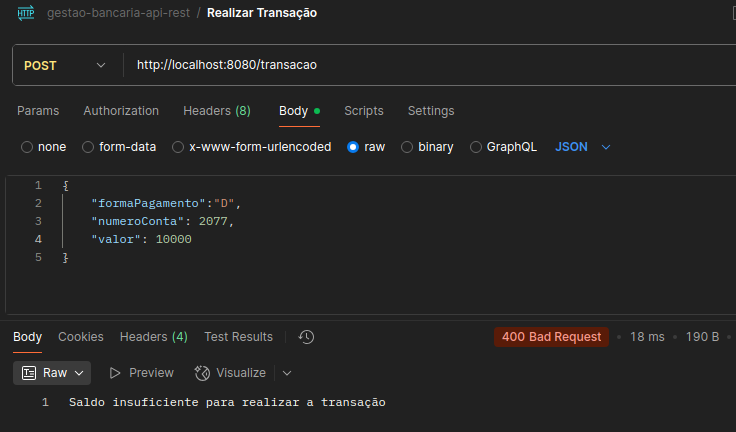 HTTP gestao-bancaria-api-rest / Realizar Transação
POST http://localhost:8080/transacao
Params Authorization Headers (8) Body Scripts Settings
none form-data x-www-form-urlencoded raw binary GraphQL JSON
1 {
2 "formaPagamento":"D",
3 "numeroConta": 2077,
4 "valor": 10000
5 }
Body Cookies Headers (4) Test Results 400 Bad Request • 18 ms • 190 B •
Raw Preview Visualize
1 Saldo insuficiente para realizar a transação